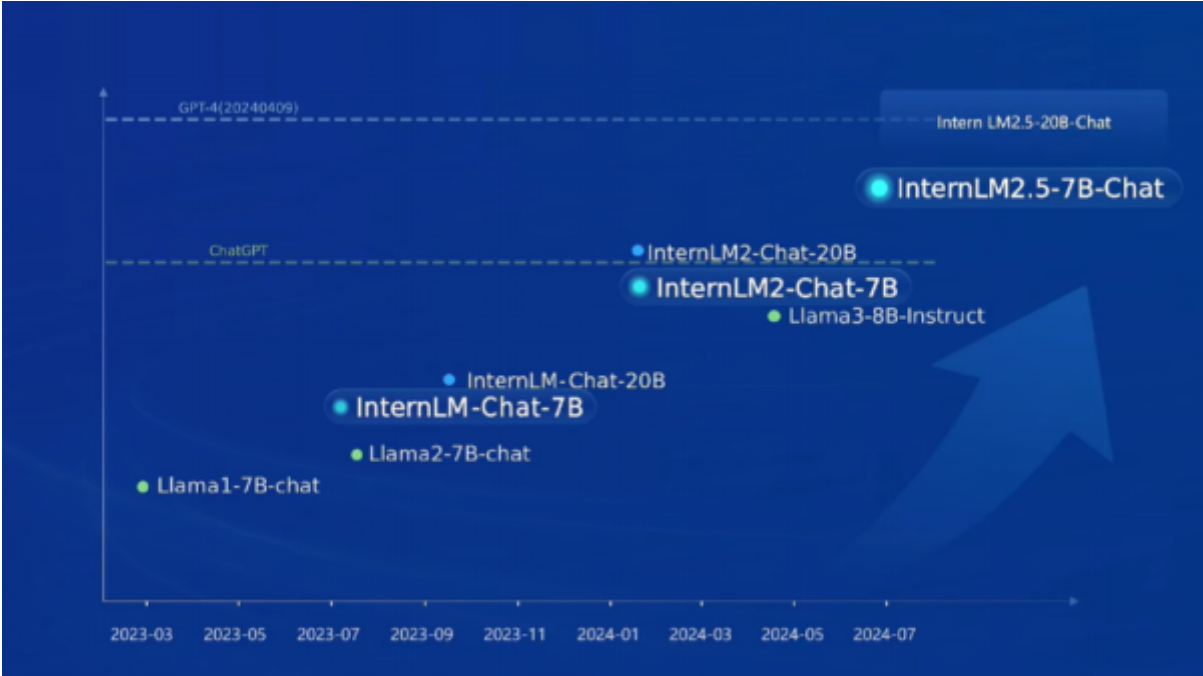 GPT-4(20240409)
Intern LM2.5-20B-Chat
InternLM2.5-7B-Chat
ChatGPT
InternLM2-Chat-20B
InternLM2-Chat-7B
Llama3-8B-Instruct
InternLM-Chat-20B
InternLM-Chat-7B
Llama2-7B-chat
Llama1-7B-chat
2023-03 2023-05 2023-07 2023-09 2023-11 2024-01 2024-03 2024-05 2024-07